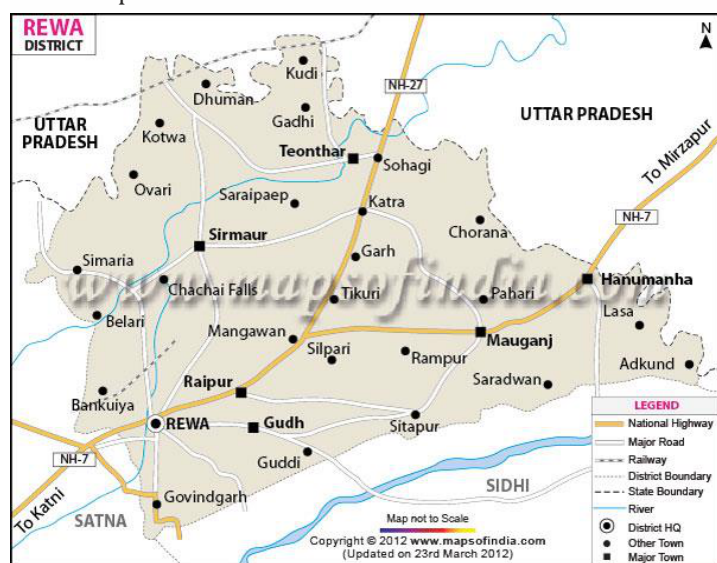 REWA
DISTRICT
N
Kudi
NH-27
Dhuman
Gadhi
UTTAR
PRADESH
UTTAR PRADESH
Kotwa
Teonthar
Sohagi
To Mirzapur
Ovari
Saraipaep
Katra
NH-7
Chorana
Sirmaur
Garh
Simaria
www.mapsofindia.com
Hanumanha
Chachai Falls
Tikuri
Pahari
Lasa
Belari
Mangawan
Mauganj
Silpari
Rampur
Adkund
Raipur
Saradwan
Bankuiya
REWA
Gudh
Sitapur
NH-7
Guddi
Govindgarh
To Katni
SATNA
SIDHI
LEGEND
National Highway
Major Road
Railway
District Boundary
State Boundary
River
District HQ
Other Town
Major Town
Map not to Scale
Copyright © 2012 www.mapsofindia.com
(Updated on 23rd March 2012)